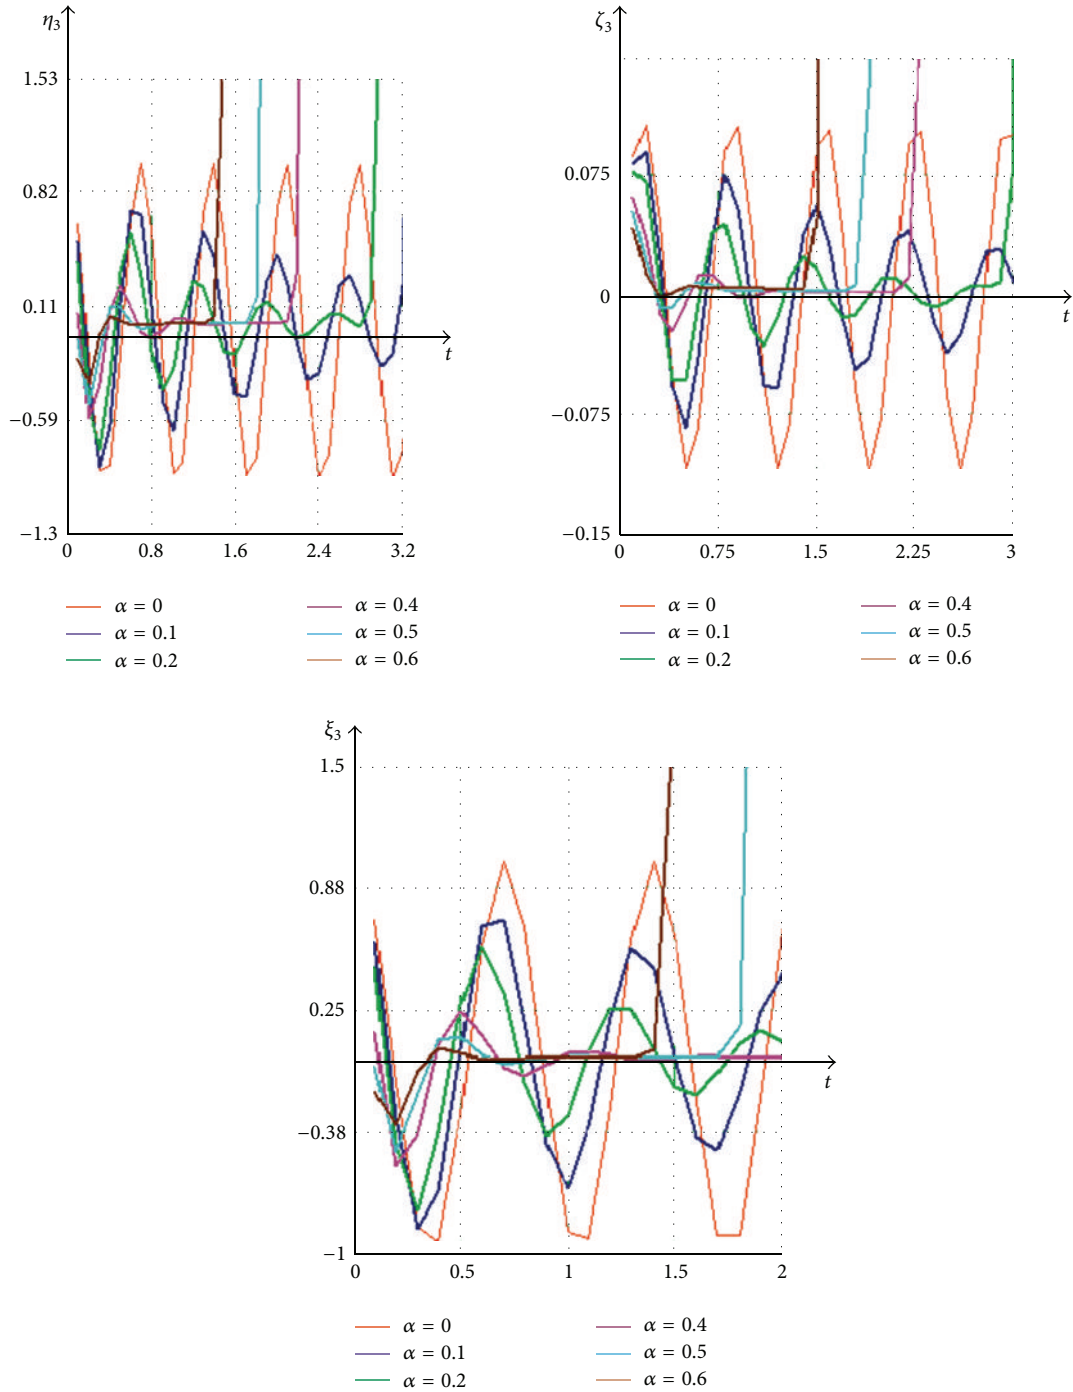 η₃
1.53
0.82
0.11
−0.59
−1.3
0 0.8 1.6 2.4 3.2
t
α = 0
α = 0.1
α = 0.2
α = 0.4
α = 0.5
α = 0.6
ζ₃
0.075
0
−0.075
−0.15
0 0.75 1.5 2.25 3
t
α = 0
α = 0.1
α = 0.2
α = 0.4
α = 0.5
α = 0.6
ξ₃
1.5
0.88
0.25
−0.38
−1
0 0.5 1 1.5 2
t
α = 0
α = 0.1
α = 0.2
α = 0.4
α = 0.5
α = 0.6